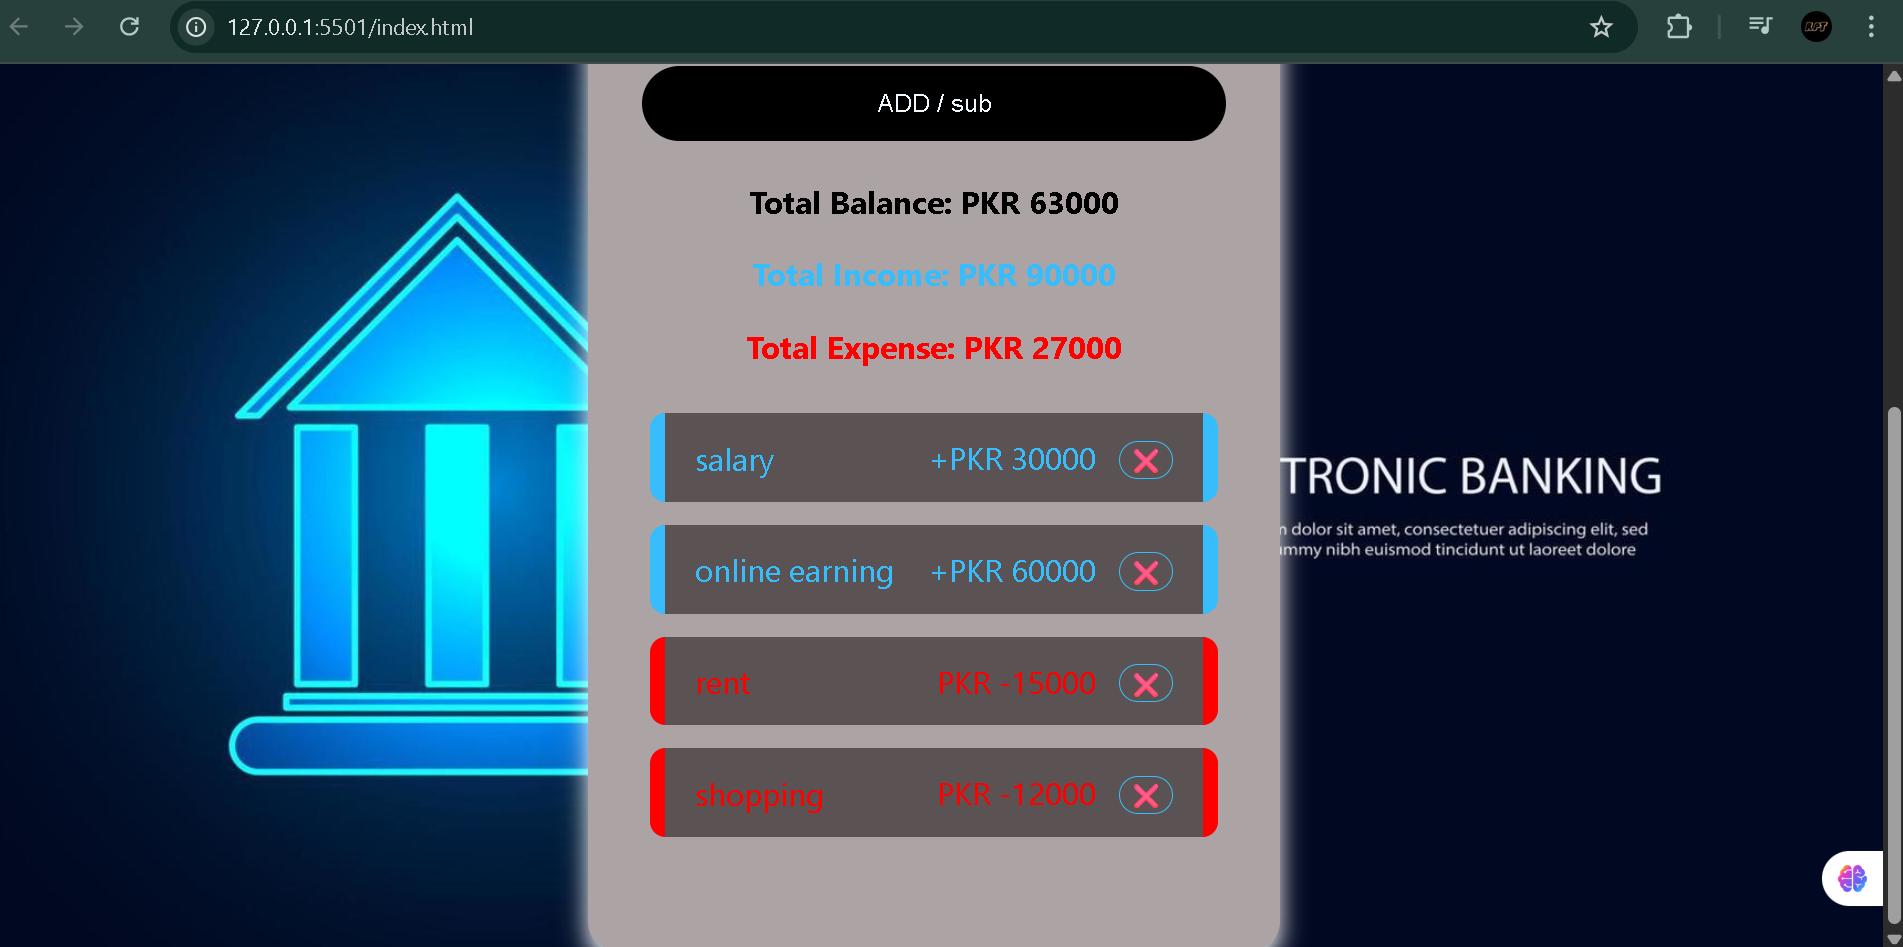 127.0.0.1:5501/index.html
RPT
ADD / sub
Total Balance: PKR 63000
Total Income: PKR 90000
Total Expense: PKR 27000
salary +PKR 30000
online earning +PKR 60000
rent PKR -15000
shopping PKR -12000
TRONIC BANKING
dolor sit amet, consectetuer adipiscing elit, sed
mmy nibh euismod tincidunt ut laoreet dolore